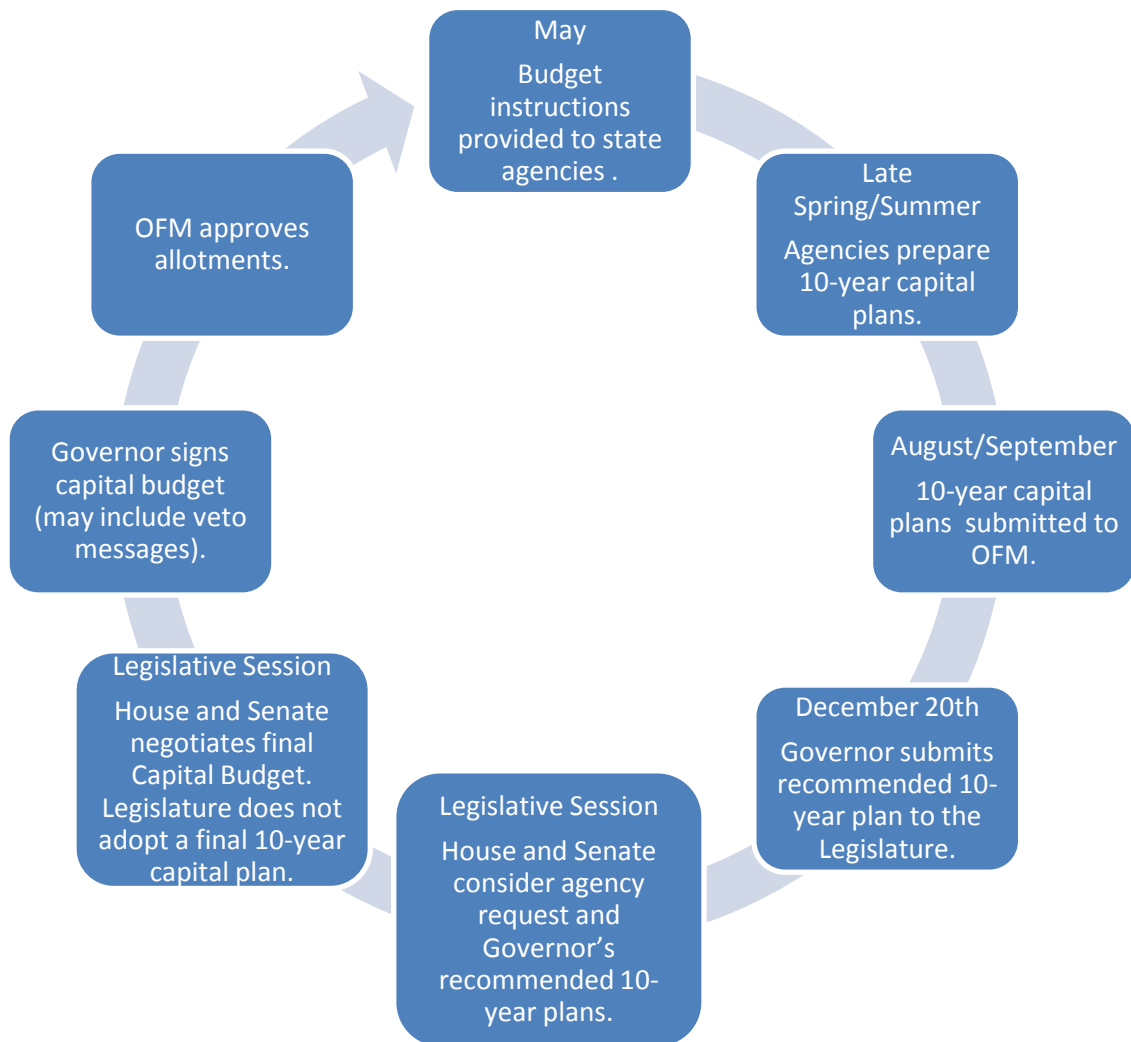 May
Budget
instructions
provided to state
agencies .
Late
Spring/Summer
Agencies prepare
10-year capital
plans.
August/September
10-year capital
plans  submitted to
OFM.
December 20th
Governor submits
recommended 10-
year plan to the
Legislature.
Legislative Session
House and Senate
consider agency
request and
Governor’s
recommended 10-
year plans.
Legislative Session
House and Senate
negotiates final
Capital Budget.
Legislature does not
adopt a final 10-year
capital plan.
Governor signs
capital budget
(may include veto
messages).
OFM approves
allotments.